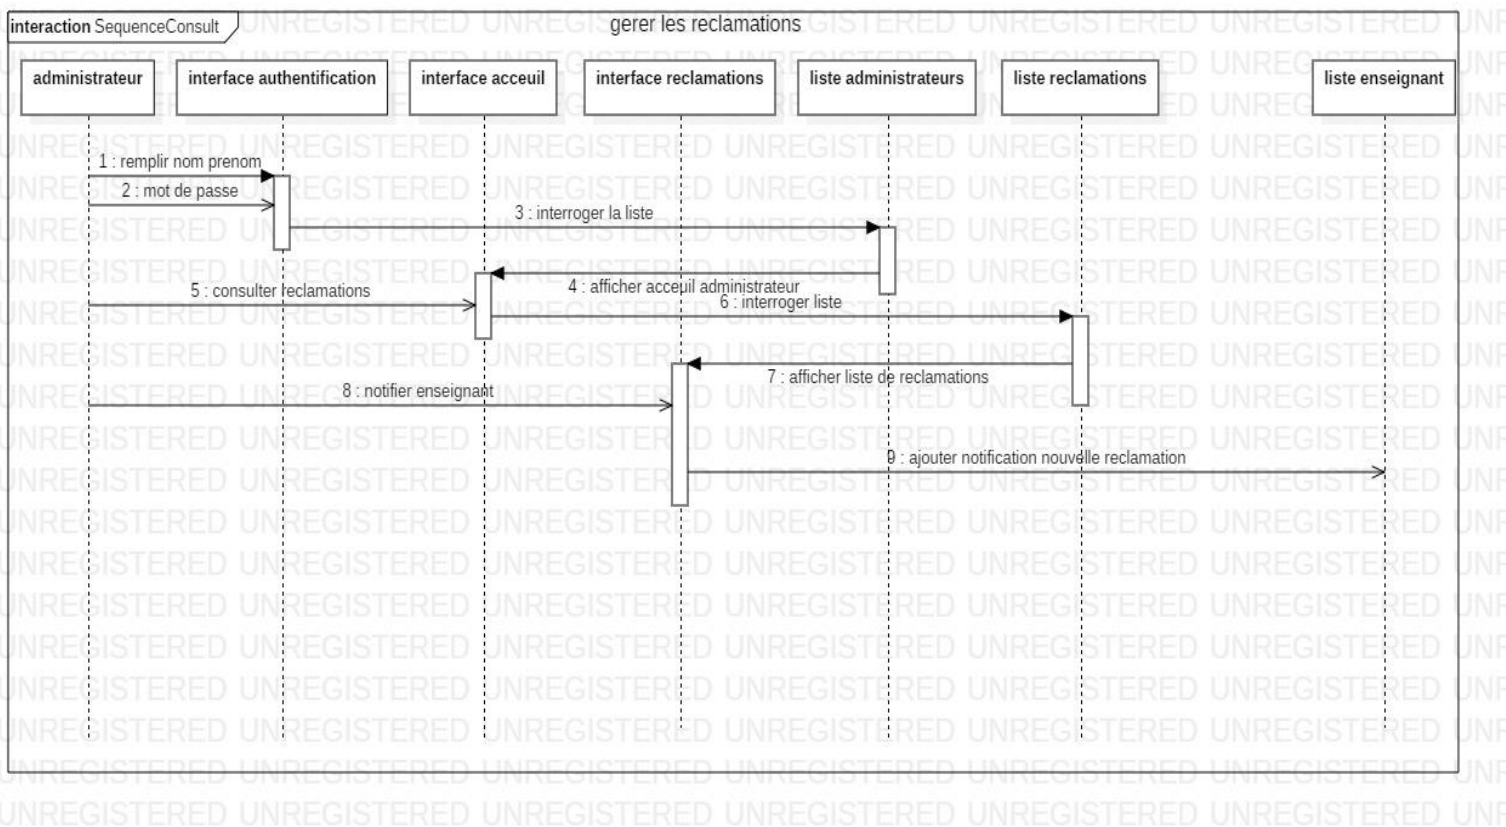 interaction SequenceConsult
gerer les reclamations
administrateur
interface authentification
interface acceuil
interface reclamations
liste administrateurs
liste reclamations
liste enseignant
1 : remplir nom prenom
2 : mot de passe
3 : interroger la liste
4 : afficher acceuil administrateur
5 : consulter reclamations
6 : interroger liste
7 : afficher liste de reclamations
8 : notifier enseignant
9 : ajouter notification nouvelle reclamation
UNREGISTERED